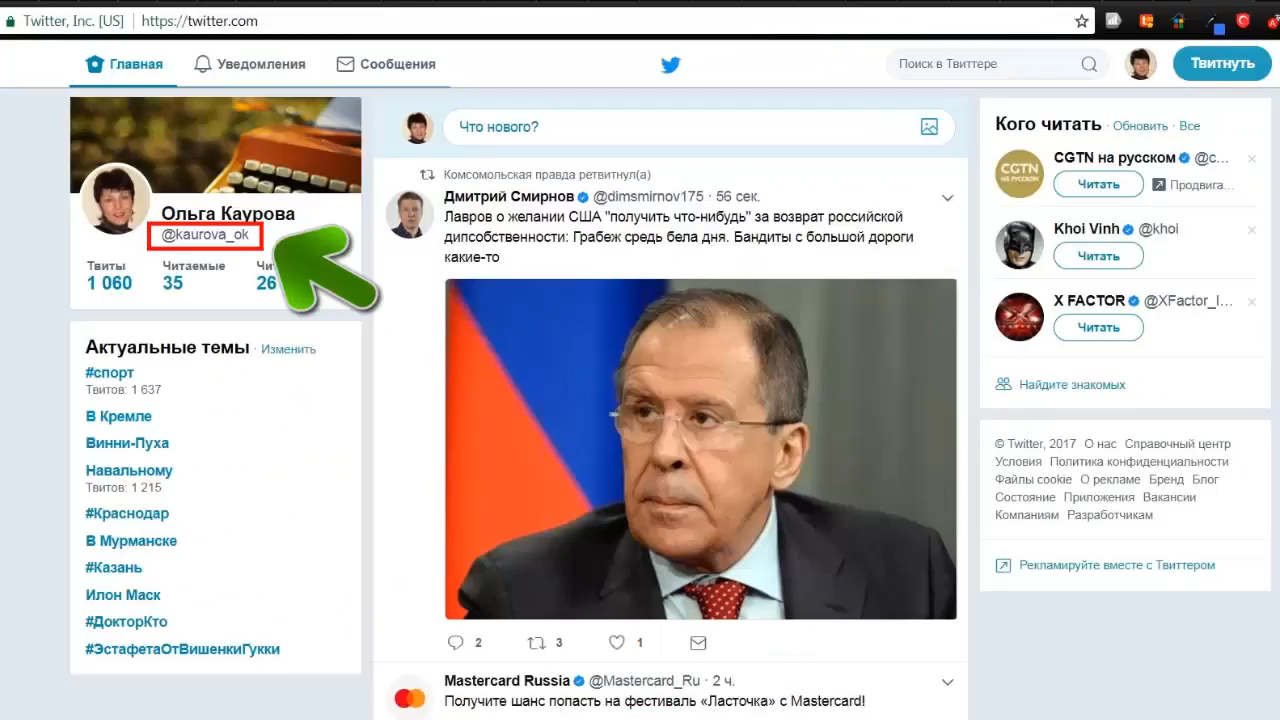 Twitter, Inc. [US] https://twitter.com
Главная Уведомления Сообщения
Поиск в Твиттере
Твитнуть
Ольга Каурова
@kaurova_ok
Твиты Читаемые
1 060 35 26
Актуальные темы · Изменить
#спорт
Твитов: 1 637
В Кремле
Винни-Пуха
Навальному
Твитов: 1 215
#Краснодар
В Мурманске
#Казань
Илон Маск
#ДокторКто
#ЭстафетаОтВишенкиГукки
Что нового?
Комсомольская правда ретвитнул(а)
Дмитрий Смирнов @dimsmirnov175 · 56 сек.
Лавров о желании США "получить что-нибудь" за возврат российской
дипсобственности: Грабеж средь бела дня. Бандиты с большой дороги
какие-то
2 3 1
Mastercard Russia @Mastercard_Ru · 2 ч.
Получите шанс попасть на фестиваль «Ласточка» с Mastercard!
Кого читать · Обновить · Все
CGTN
на русском
CGTN на русском @c...
Читать Продвига...
Khoi Vinh @khoi
Читать
X FACTOR @XFactor_l...
Читать
Найдите знакомых
© Twitter, 2017 О нас Справочный центр
Условия Политика конфиденциальности
Файлы cookie О рекламе Бренд Блог
Состояние Приложения Вакансии
Компаниям Разработчикам
Рекламируйте вместе с Твиттером